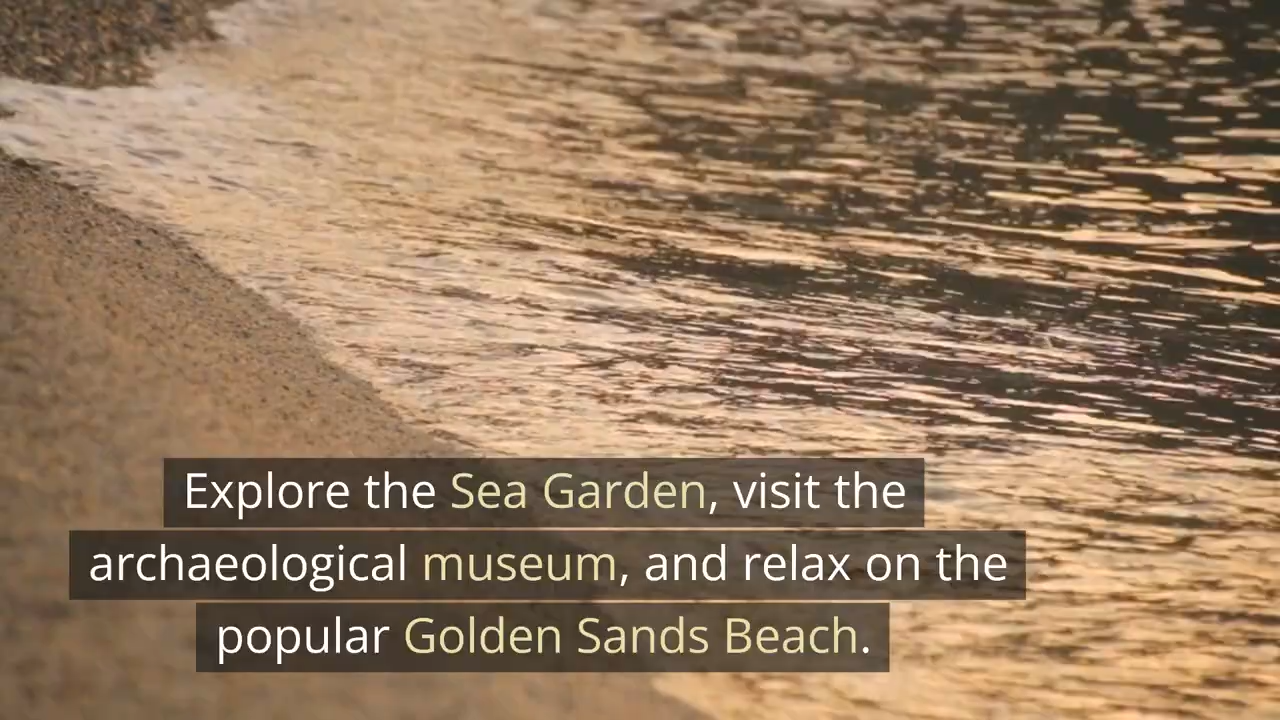 Explore the Sea Garden, visit the
archaeological museum, and relax on the
popular Golden Sands Beach.